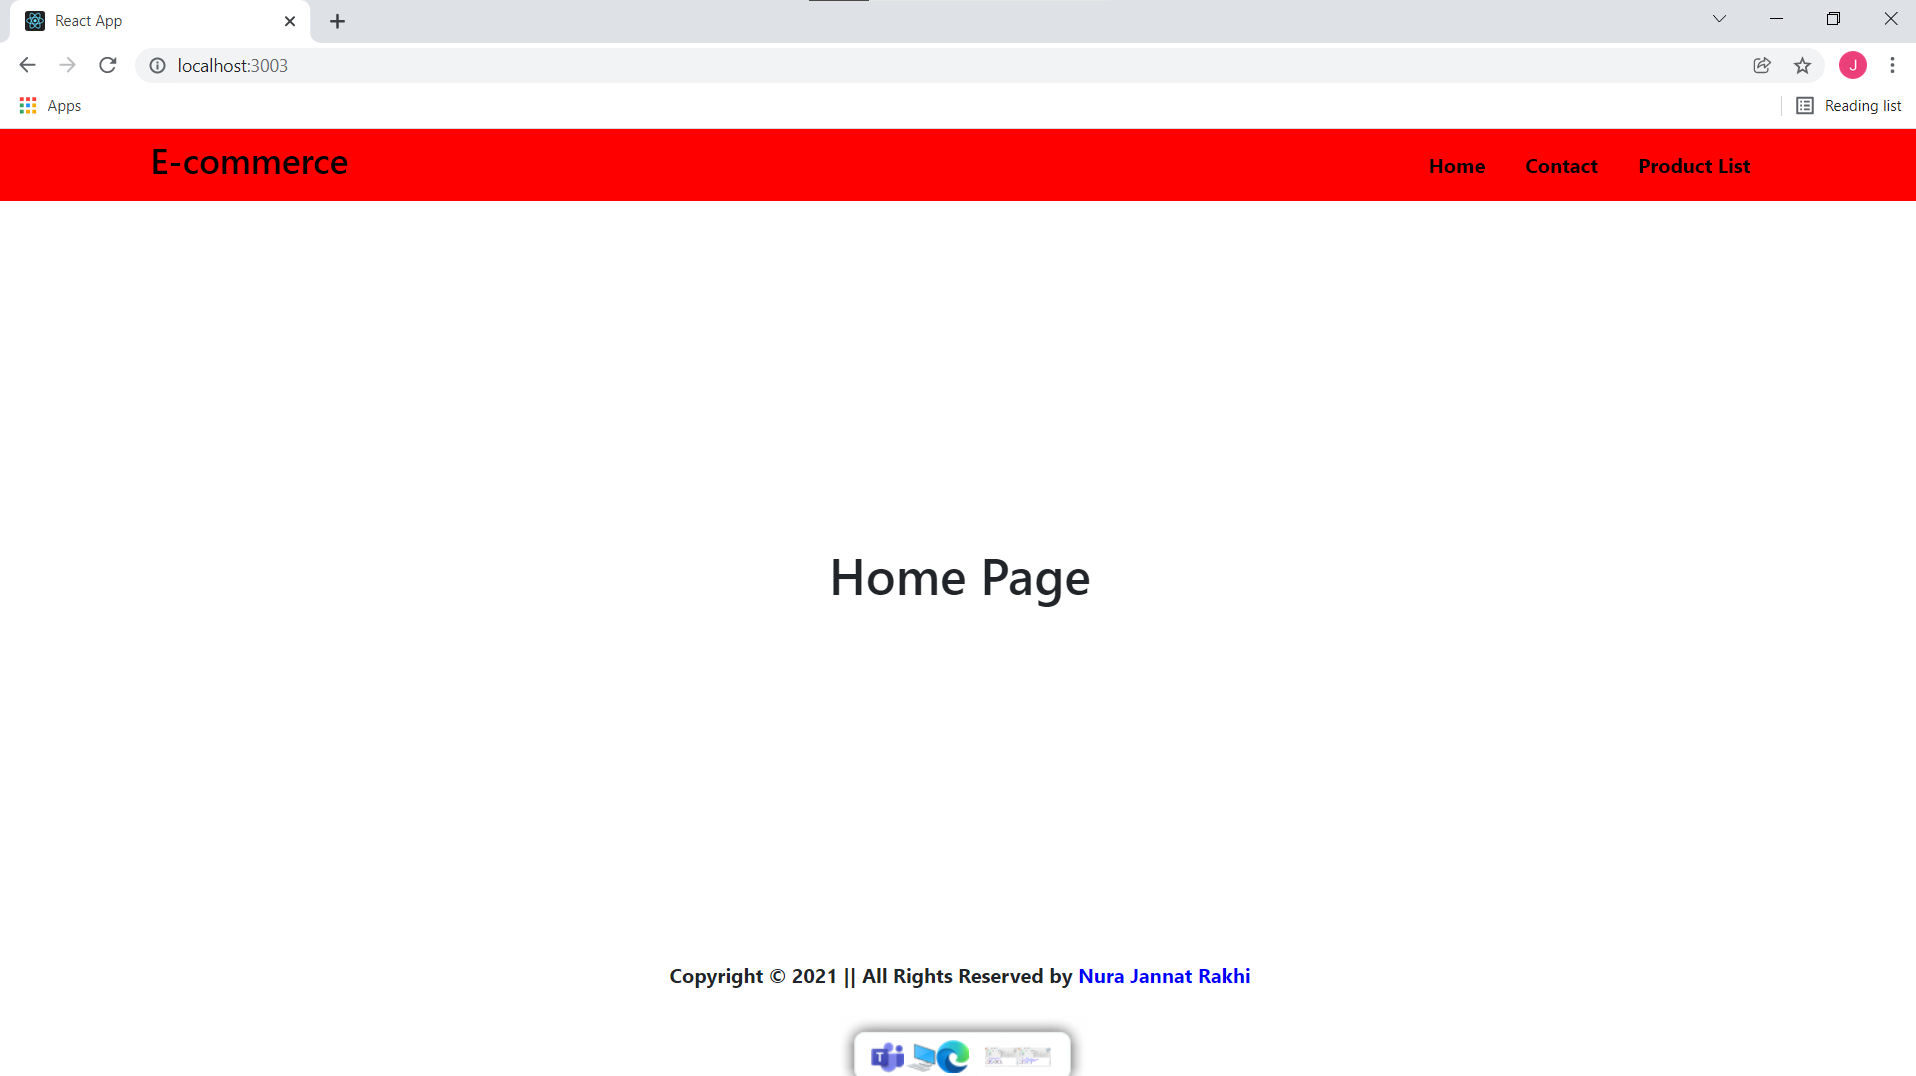 React App
localhost:3003
J
Apps
Reading list
E-commerce
Home Contact Product List
Home Page
Copyright © 2021 || All Rights Reserved by Nura Jannat Rakhi
T